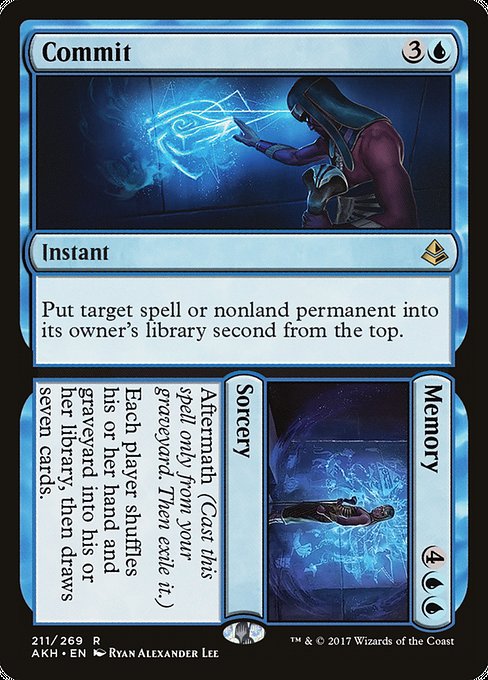 Commit 3
Instant
Put target spell or nonland permanent into
its owner's library second from the top.
Memory 4
Sorcery
Aftermath (Cast this
spell only from your
graveyard. Then exile it.)
Each player shuffles
his or her hand and
graveyard into his or
her library, then draws
seven cards.
211/269 R
AKH • EN Ryan Alexander Lee
™ & © 2017 Wizards of the Coast